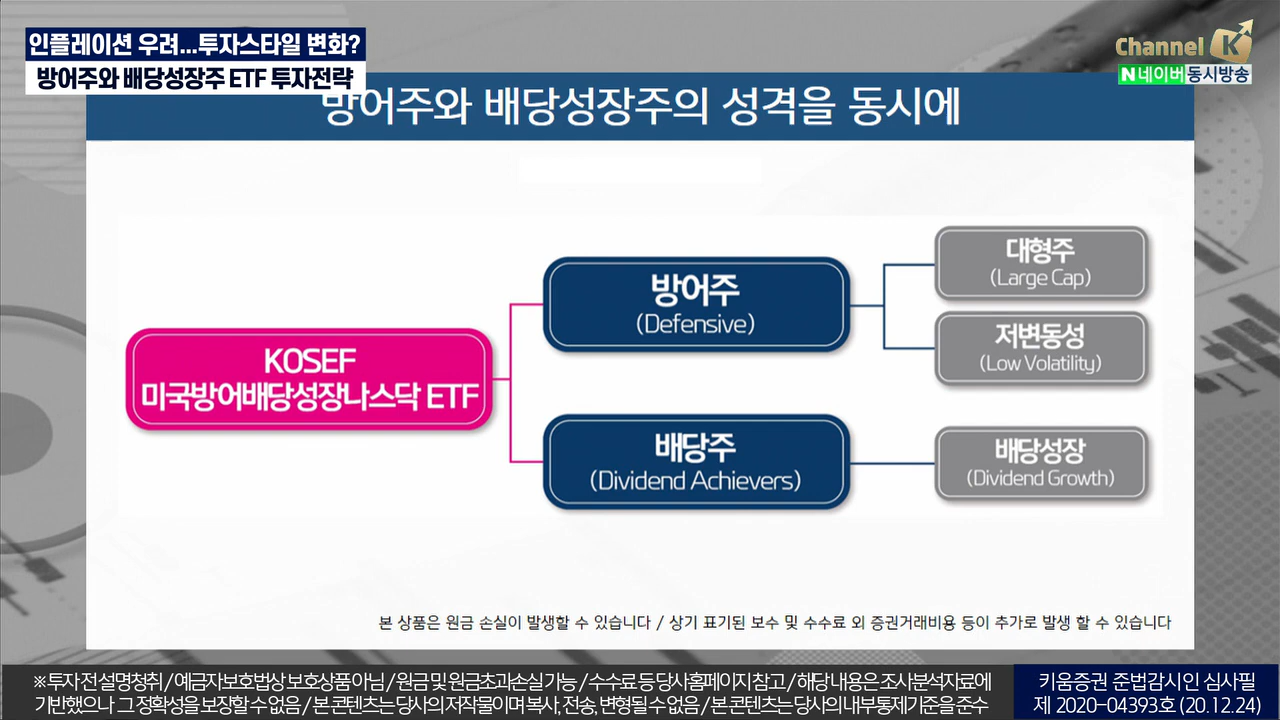 인플레이션 우려...투자스타일 변화?
방어주와 배당성장주 ETF 투자전략
Channel K
N 네이버 동시방송
방어주와 배당성장주의 성격을 동시에
KOSEF
미국방어배당성장나스닥 ETF
방어주
(Defensive)
대형주
(Large Cap)
저변동성
(Low Volatility)
배당주
(Dividend Achievers)
배당성장
(Dividend Growth)
본 상품은 원금 손실이 발생할 수 있습니다 / 상기 표기된 보수 및 수수료 외 증권거래비용 등이 추가로 발생 할 수 있습니다
※ 투자 전 설명청취 / 예금자보호법상 보호상품 아님 / 원금 및 원금초과손실 가능 / 수수료 등 당사홈페이지 참고 / 해당 내용은 조사분석자료에
기반했으나 그 정확성을 보장할 수 없음 / 본 콘텐츠는 당사의 저작물이며 복사, 전송, 변형될 수 없음 / 본 콘텐츠는 당사의 내부통제기준을 준수
키움증권 준법감시인 심사필
제 2020-04393호 (20.12.24)